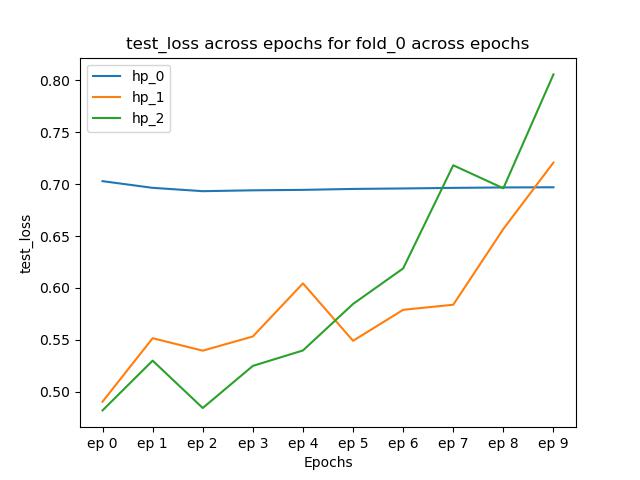 test_loss across epochs for fold_0 across epochs
hp_0
hp_1
hp_2
0.80
0.75
0.70
0.65
0.60
0.55
0.50
test_loss
ep 0 ep 1 ep 2 ep 3 ep 4 ep 5 ep 6 ep 7 ep 8 ep 9
Epochs